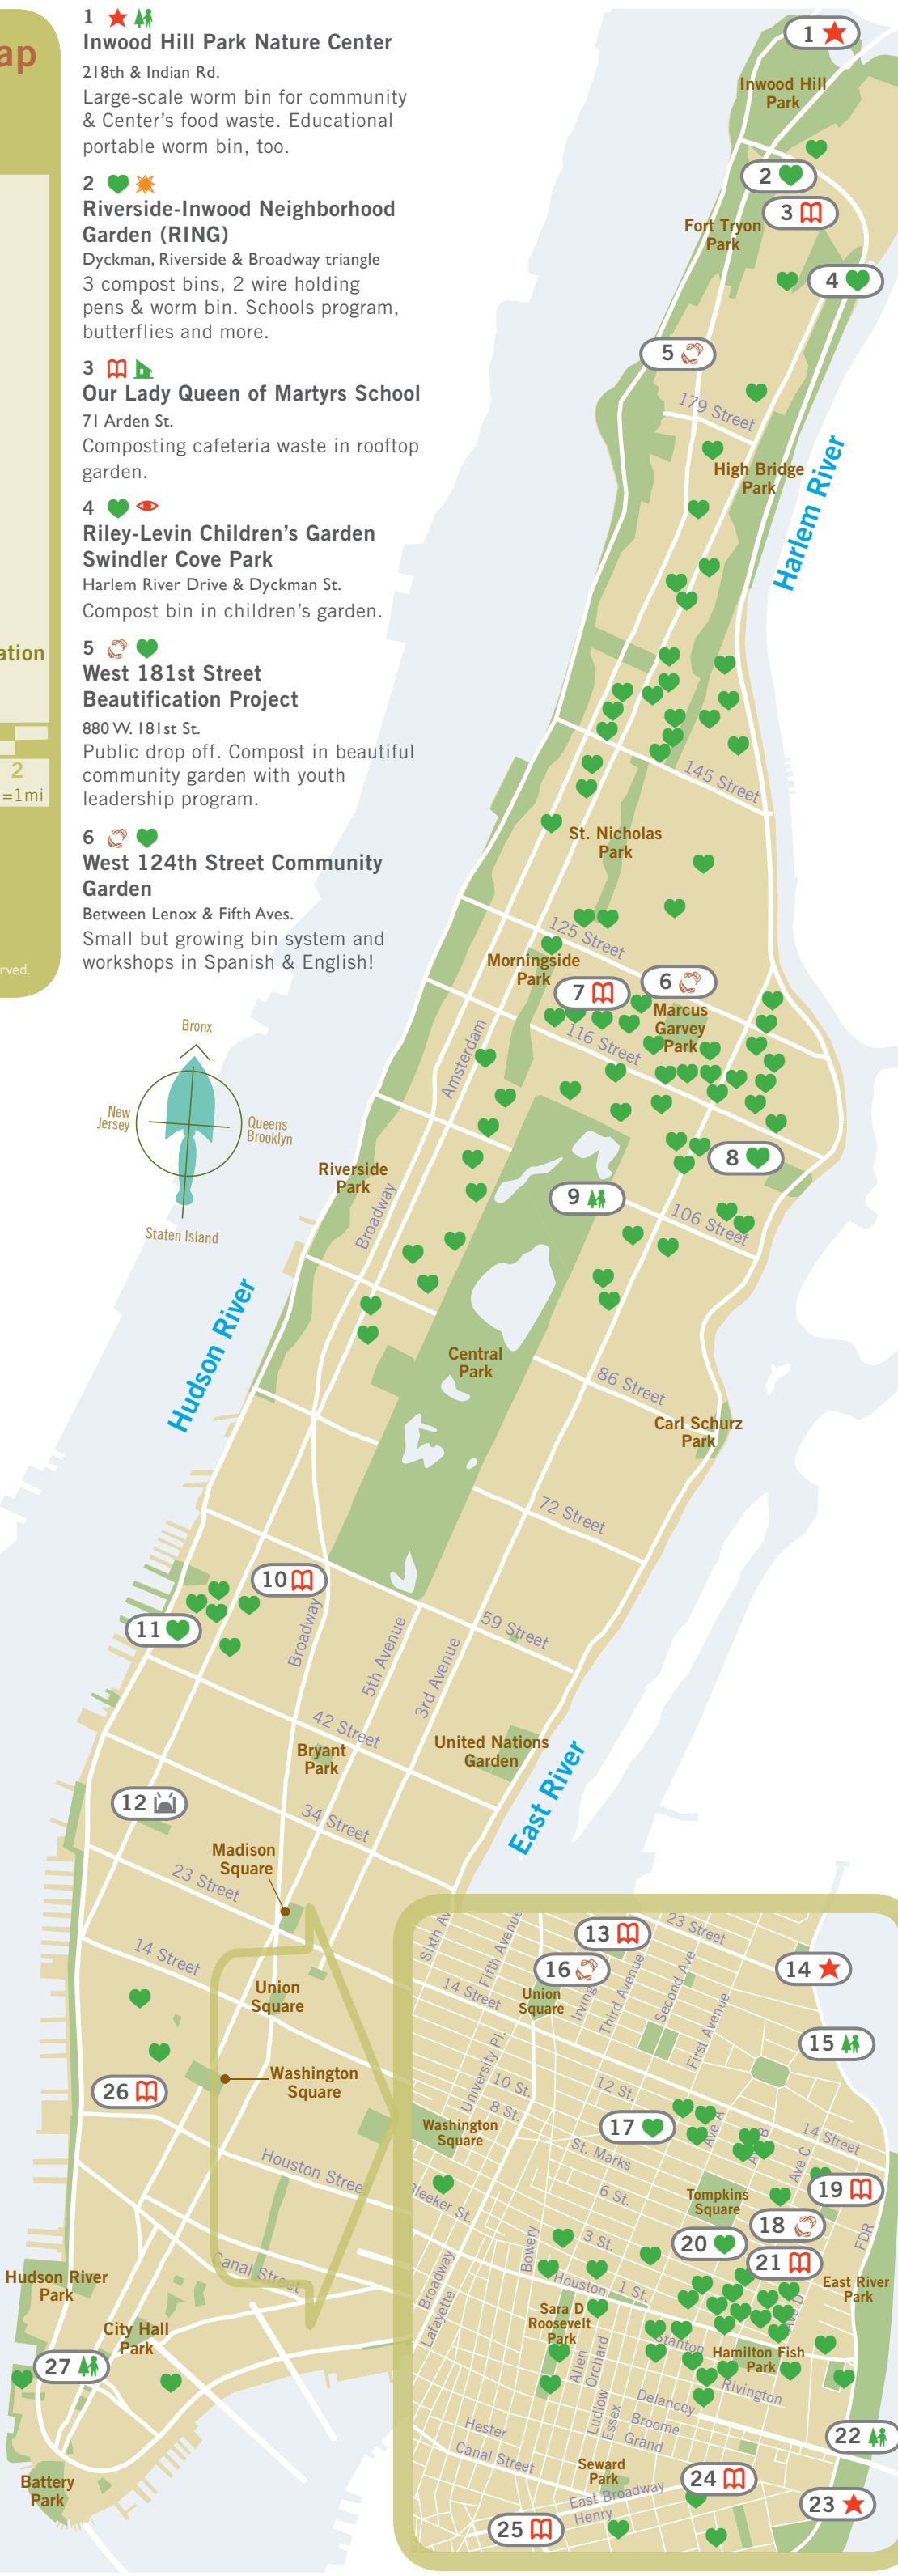 ap
ation
2
=1mi
rved.
1
Inwood Hill Park Nature Center
218th & Indian Rd.
Large-scale worm bin for community
& Center's food waste. Educational
portable worm bin, too.
2
Riverside-Inwood Neighborhood
Garden (RING)
Dyckman, Riverside & Broadway triangle
3 compost bins, 2 wire holding
pens & worm bin. Schools program,
butterflies and more.
3
Our Lady Queen of Martyrs School
71 Arden St.
Composting cafeteria waste in rooftop
garden.
4
Riley-Levin Children's Garden
Swindler Cove Park
Harlem River Drive & Dyckman St.
Compost bin in children's garden.
5
West 181st Street
Beautification Project
880 W. 181st St.
Public drop off. Compost in beautiful
community garden with youth
leadership program.
6
West 124th Street Community
Garden
Between Lenox & Fifth Aves.
Small but growing bin system and
workshops in Spanish & English!
Bronx
New
Jersey
Queens
Brooklyn
Staten Island
1
Inwood Hill
Park
2
3
Fort Tryon
Park
4
5
179 Street
High Bridge
Park
Harlem River
145 Street
St. Nicholas
Park
125 Street
Morningside
Park
6
7
Marcus
Garvey
Park
116 Street
Amsterdam
8
Riverside
Park
9
Broadway
106 Street
Hudson River
Central
Park
86 Street
Carl Schurz
Park
72 Street
10
11
Broadway
5th Avenue
3rd Avenue
59 Street
42 Street
Bryant
Park
United Nations
Garden
East River
12
34 Street
Madison
Square
23 Street
14 Street
Union
Square
Washington
Square
26
Houston Stree
Canal Street
Hudson River
Park
City Hall
Park
27
Battery
Park
13
23 Street
Sixth Av
Fifth Avenue
16
14
14 Street
Union
Square
Irving
Third Avenue
Second Ave
First Avenue
15
University Pl.
10 St.
8 St.
12 St.
Washington
Square
17
Ave A
B
14 Street
St. Marks
Ave C
Bleeker St.
6 St.
Tompkins
Square
19
18
3 St.
20
FDR
21
Bowery
Broadway
Lafayette
Houston
1 St.
East River
Park
Ave D
Sara D
Roosevelt
Park
Stanton
Hamilton Fish
Park
Allen
Orchard
Rivington
Ludlow
Essex
Delancey
Broome
Grand
Hester
Canal Street
22
Seward
Park
24
East Broadway
Henry
23
25